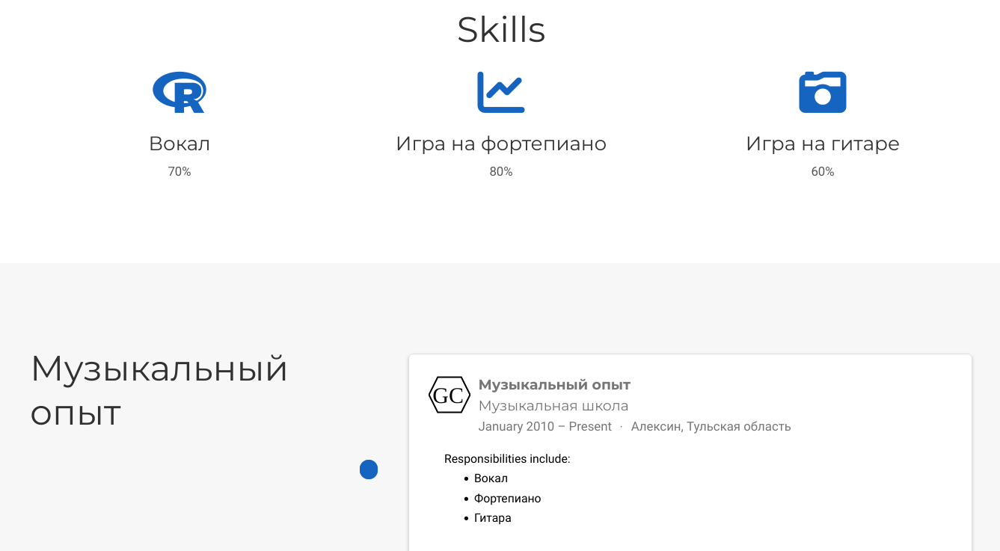 Skills
R
Вокал
Игра на фортепиано
Игра на гитаре
70%
80%
60%
Музыкальный
опыт
GC
Музыкальный опыт
Музыкальная школа
January 2010 – Present · Алексин, Тульская область
Responsibilities include:
• Вокал
• Фортепиано
• Гитара